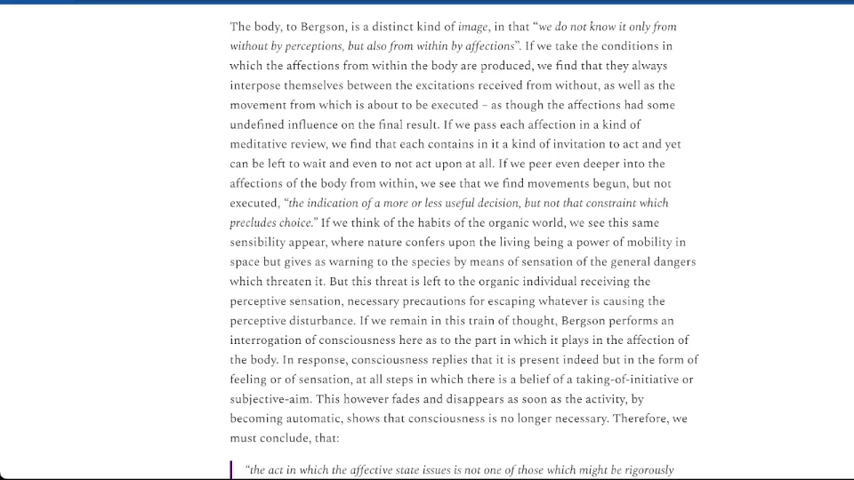 The body, to Bergson, is a distinct kind of image, in that “we do not know it only from
without by perceptions, but also from within by affections”. If we take the conditions in
which the affections from within the body are produced, we find that they always
interpose themselves between the excitations received from without, as well as the
movement from which is about to be executed – as though the affections had some
undefined influence on the final result. If we pass each affection in a kind of
meditative review, we find that each contains in it a kind of invitation to act and yet
can be left to wait and even to not act upon at all. If we peer even deeper into the
affections of the body from within, we see that we find movements begun, but not
executed, “the indication of a more or less useful decision, but not that constraint which
precludes choice.” If we think of the habits of the organic world, we see this same
sensibility appear, where nature confers upon the living being a power of mobility in
space but gives as warning to the species by means of sensation of the general dangers
which threaten it. But this threat is left to the organic individual receiving the
perceptive sensation, necessary precautions for escaping whatever is causing the
perceptive disturbance. If we remain in this train of thought, Bergson performs an
interrogation of consciousness here as to the part in which it plays in the affection of
the body. In response, consciousness replies that it is present indeed but in the form of
feeling or of sensation, at all steps in which there is a belief of a taking-of-initiative or
subjective-aim. This however fades and disappears as soon as the activity, by
becoming automatic, shows that consciousness is no longer necessary. Therefore, we
must conclude, that:
“the act in which the affective state issues is not one of those which might be rigorously